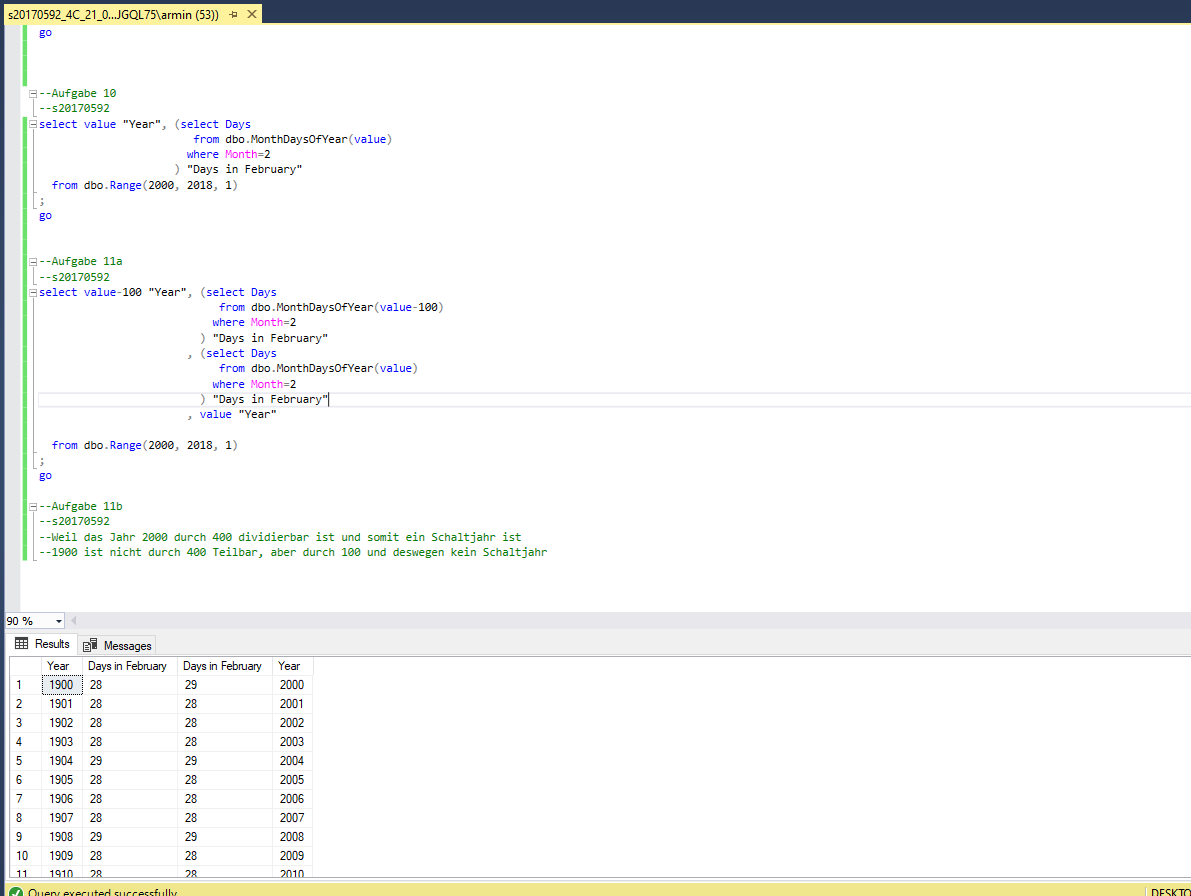 s20170592_4C_21_0...JGQL75\armin (53))
go
--Aufgabe 10
--s20170592
select value "Year", (select Days
from dbo.MonthDaysOfYear(value)
where Month=2
) "Days in February"
from dbo.Range(2000, 2018, 1)
;
go
--Aufgabe 11a
--s20170592
select value-100 "Year", (select Days
from dbo.MonthDaysOfYear(value-100)
where Month=2
) "Days in February"
, (select Days
from dbo.MonthDaysOfYear(value)
where Month=2
) "Days in February"
, value "Year"
from dbo.Range(2000, 2018, 1)
;
go
--Aufgabe 11b
--s20170592
--Weil das Jahr 2000 durch 400 dividierbar ist und somit ein Schaltjahr ist
--1900 ist nicht durch 400 Teilbar, aber durch 100 und deswegen kein Schaltjahr
90 %
Results Messages
Year Days in February Days in February Year
1 1900 28 29 2000
2 1901 28 28 2001
3 1902 28 28 2002
4 1903 28 28 2003
5 1904 29 29 2004
6 1905 28 28 2005
7 1906 28 28 2006
8 1907 28 28 2007
9 1908 29 29 2008
10 1909 28 28 2009
11 1910 28 28 2010
Query executed successfully DESKTO